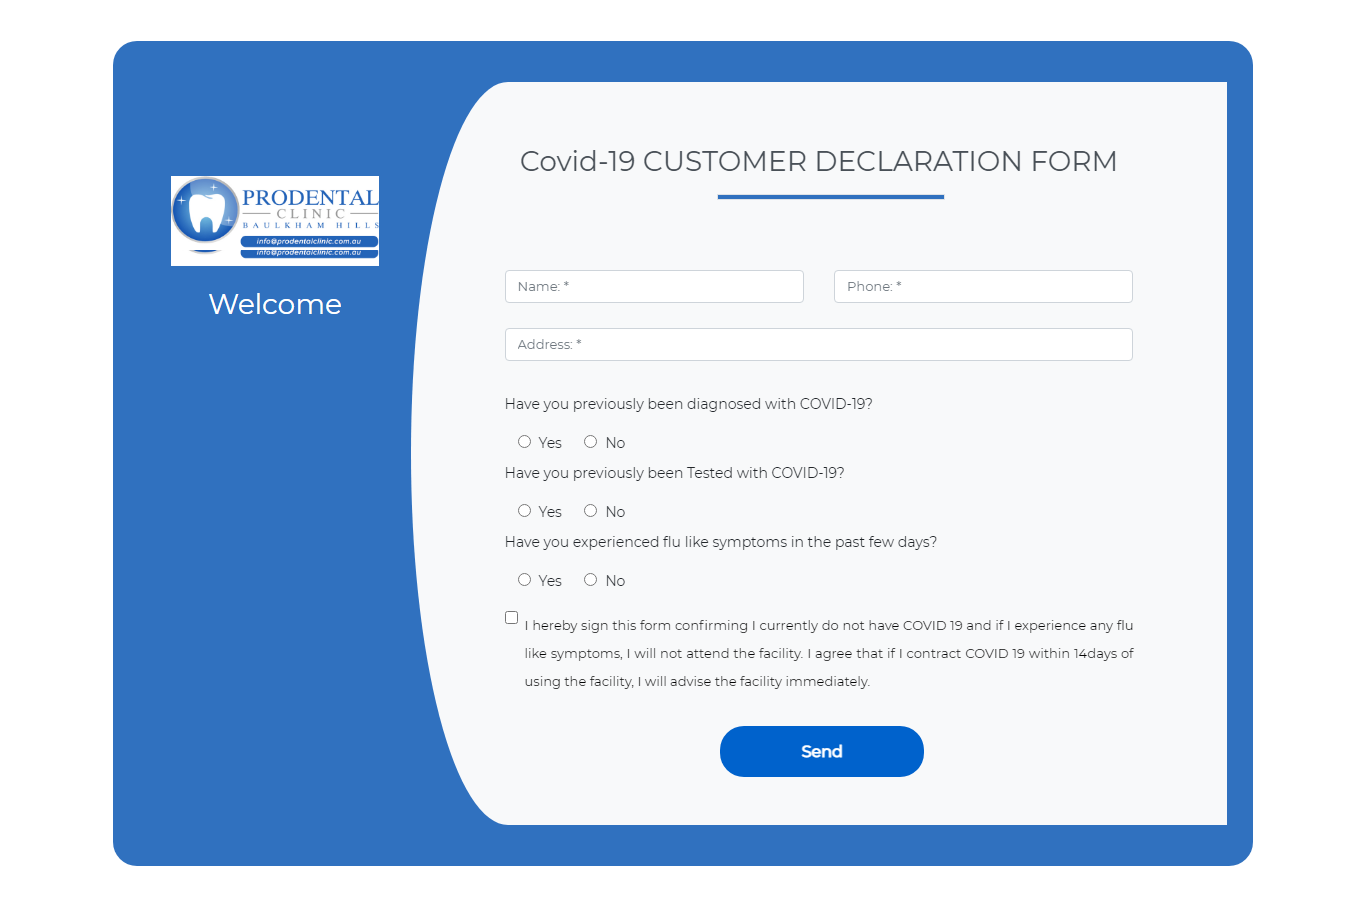 PRODENTAL
CLINIC
BAULKHAM HILLS
info@prodentalclinic.com.au
info@prodentalclinic.com.au
Welcome
Covid-19 CUSTOMER DECLARATION FORM
Name: * Phone: *
Address: *
Have you previously been diagnosed with COVID-19?
Yes No
Have you previously been Tested with COVID-19?
Yes No
Have you experienced flu like symptoms in the past few days?
Yes No
I hereby sign this form confirming I currently do not have COVID 19 and if I experience any flu
like symptoms, I will not attend the facility. I agree that if I contract COVID 19 within 14days of
using the facility, I will advise the facility immediately.
Send